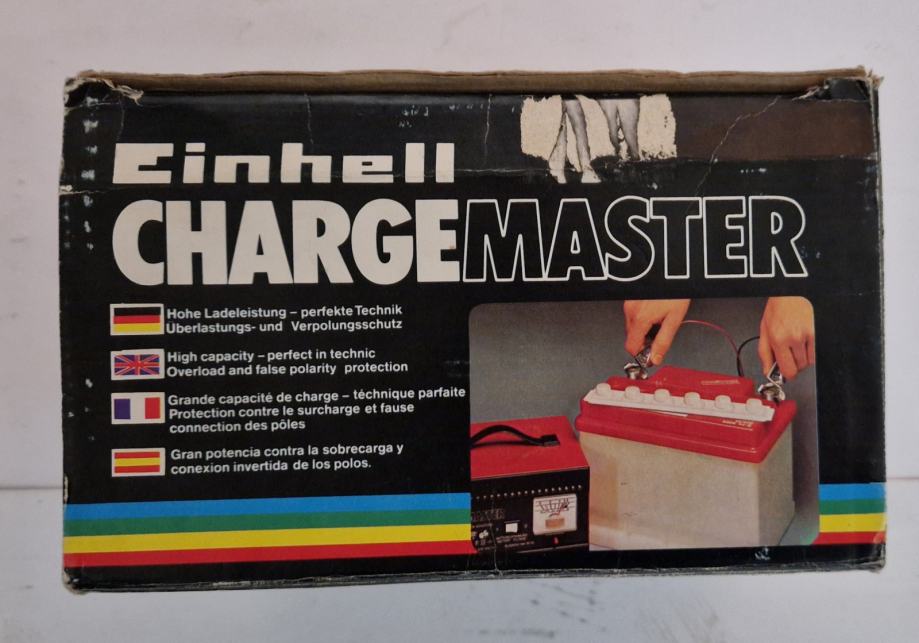 Einhell
CHARGEMASTER
Hohe Ladeleistung – perfekte Technik
Überlastungs- und Verpolungsschutz
High capacity – perfect in technic
Overload and false polarity protection
Grande capacité de charge – téchnique parfaite
Protection contre le surcharge et fause
connection des pôles
Gran potencia contra la sobrecarga y
conexion invertida de los polos.